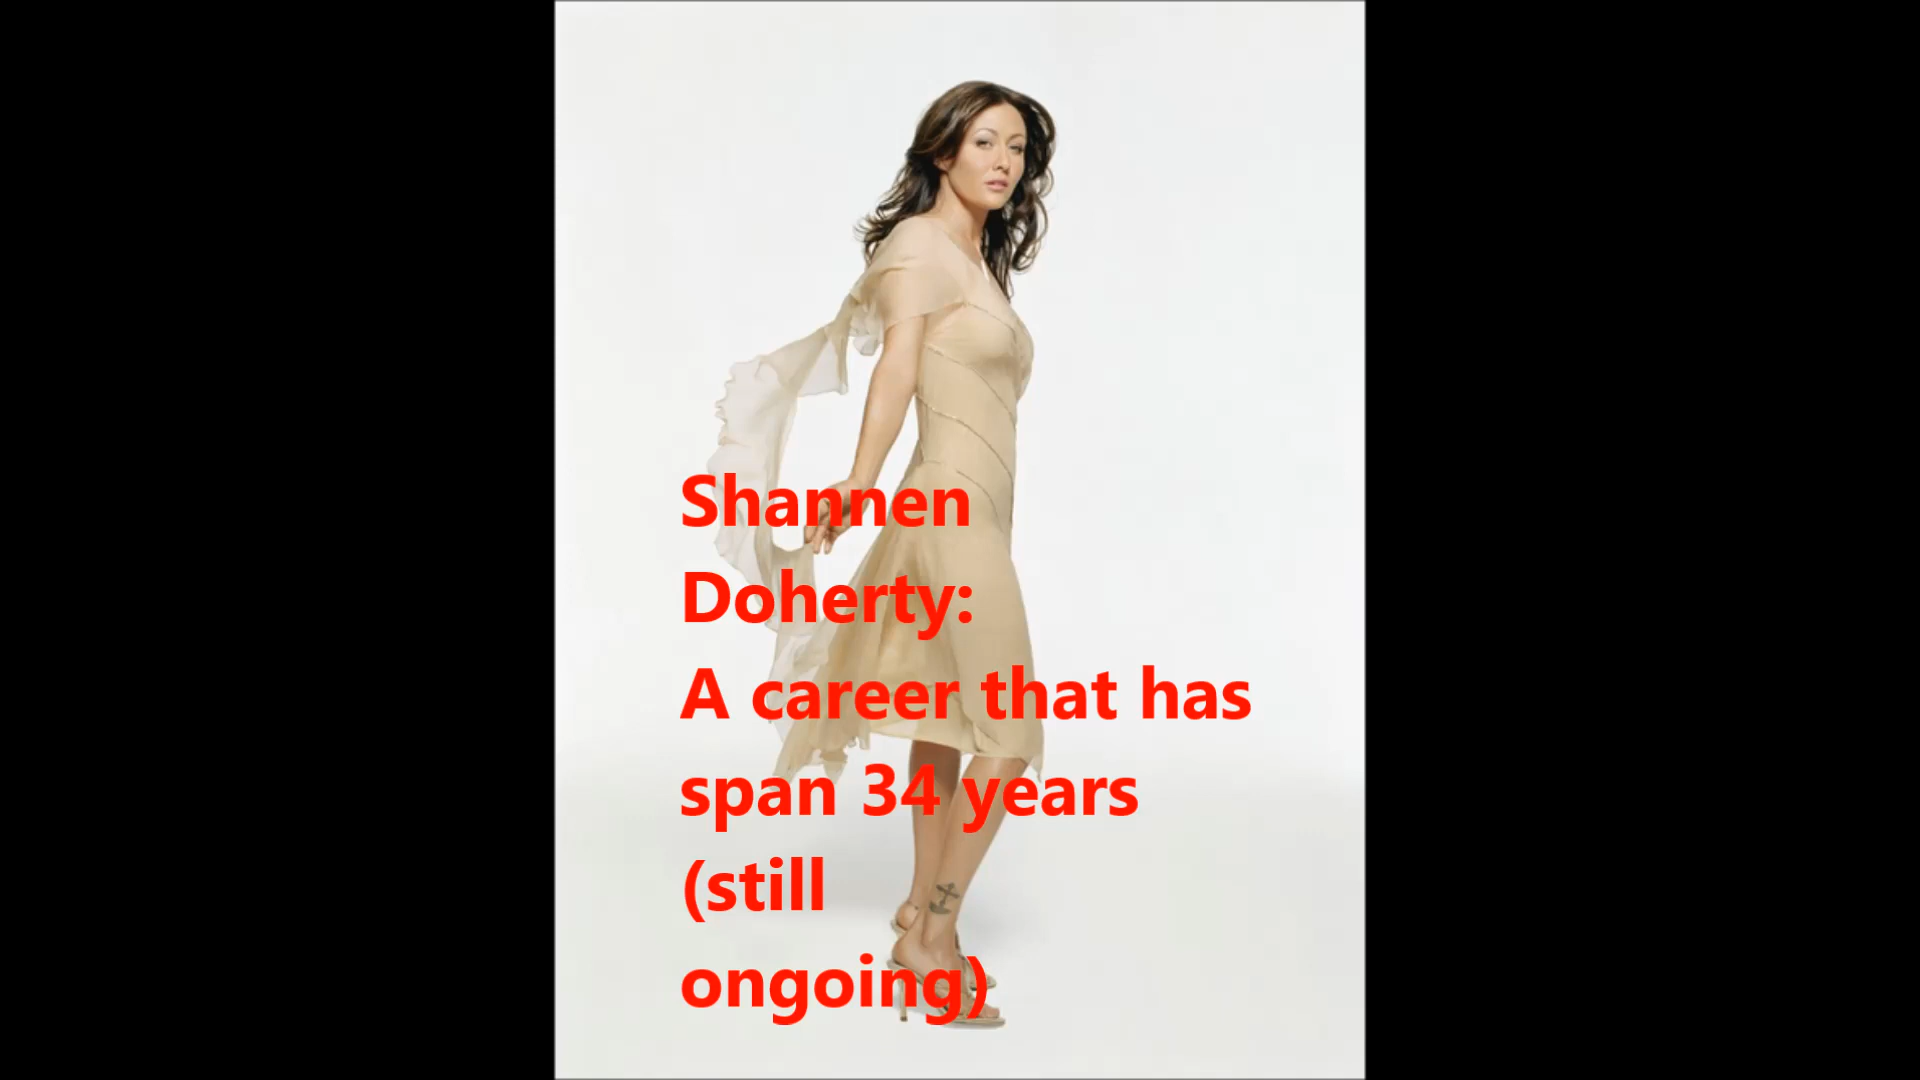 Shannen
Doherty:
A career that has
span 34 years
(still
ongoing)